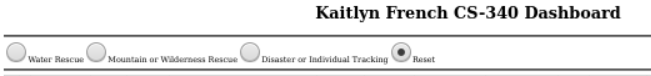 Kaitlyn French CS-340 Dashboard
Water Rescue Mountain or Wilderness Rescue Disaster or Individual Tracking Reset